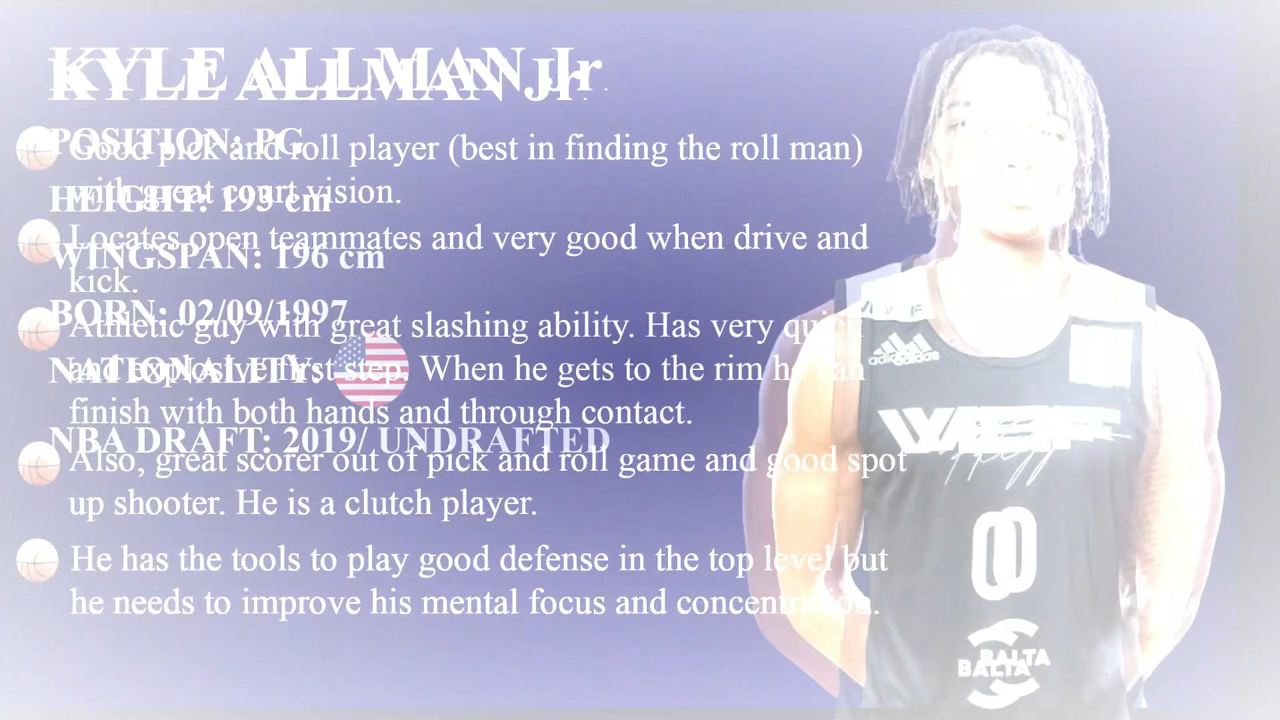 KYLE ALLMAN Jr.
POSITION: PG
Good pick and roll player (best in finding the roll man)
with great court vision.
HEIGHT: 193 cm
Locates open teammates and very good when drive and
kick.
WINGSPAN: 196 cm
BORN: 02/09/1997
Athletic guy with great slashing ability. Has very quick
and explosive first step. When he gets to the rim he can
finish with both hands and through contact.
NATIONALITY:
NBA DRAFT: 2019/ UNDRAFTED
Also, great scorer out of pick and roll game and good spot
up shooter. He is a clutch player.
He has the tools to play good defense in the top level but
he needs to improve his mental focus and concentration.
adidas
0
BALTA